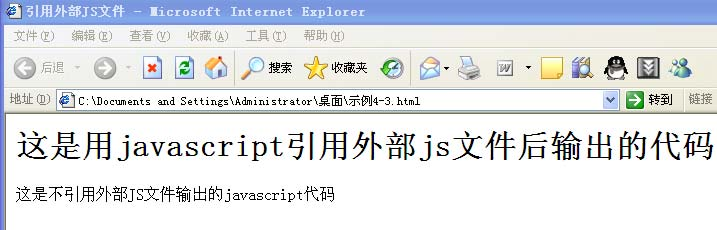 引用外部JS文件 - Microsoft Internet Explorer
文件(F) 编辑(E) 查看(V) 收藏(A) 工具(T) 帮助(H)
后退 搜索 收藏夹 W
地址(D) C:\Documents and Settings\Administrator\桌面\示例4-3.html 转到 链接
这是用javascript引用外部js文件后输出的代码
这是不引用外部JS文件输出的javascript代码